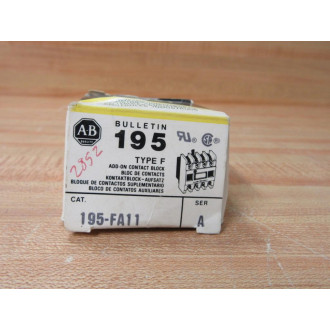 A-B
BULLETIN
195
TYPE F
ADD-ON CONTACT BLOCK
BLOC DE CONTACTS
KONTAKTBLOCK-AUFSATZ
BLOQUE DE CONTACTOS SUPLEMENTARIO
BLOCO DE CONTATOS AUXILIARES
2852
CAT.
SER
195-FA11
A